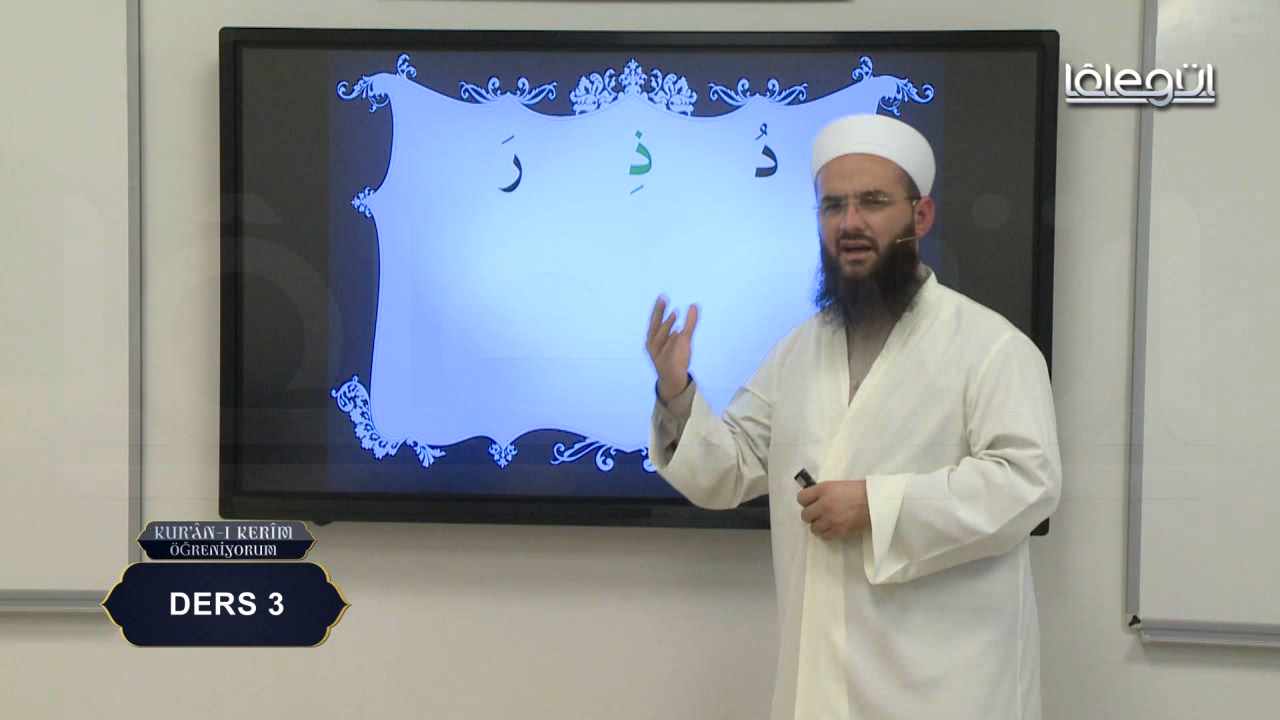 lâlegül
دُ ذِ رَ
KUR'ÂN-I KERÎM
ÖĞRENİYORUM
DERS 3